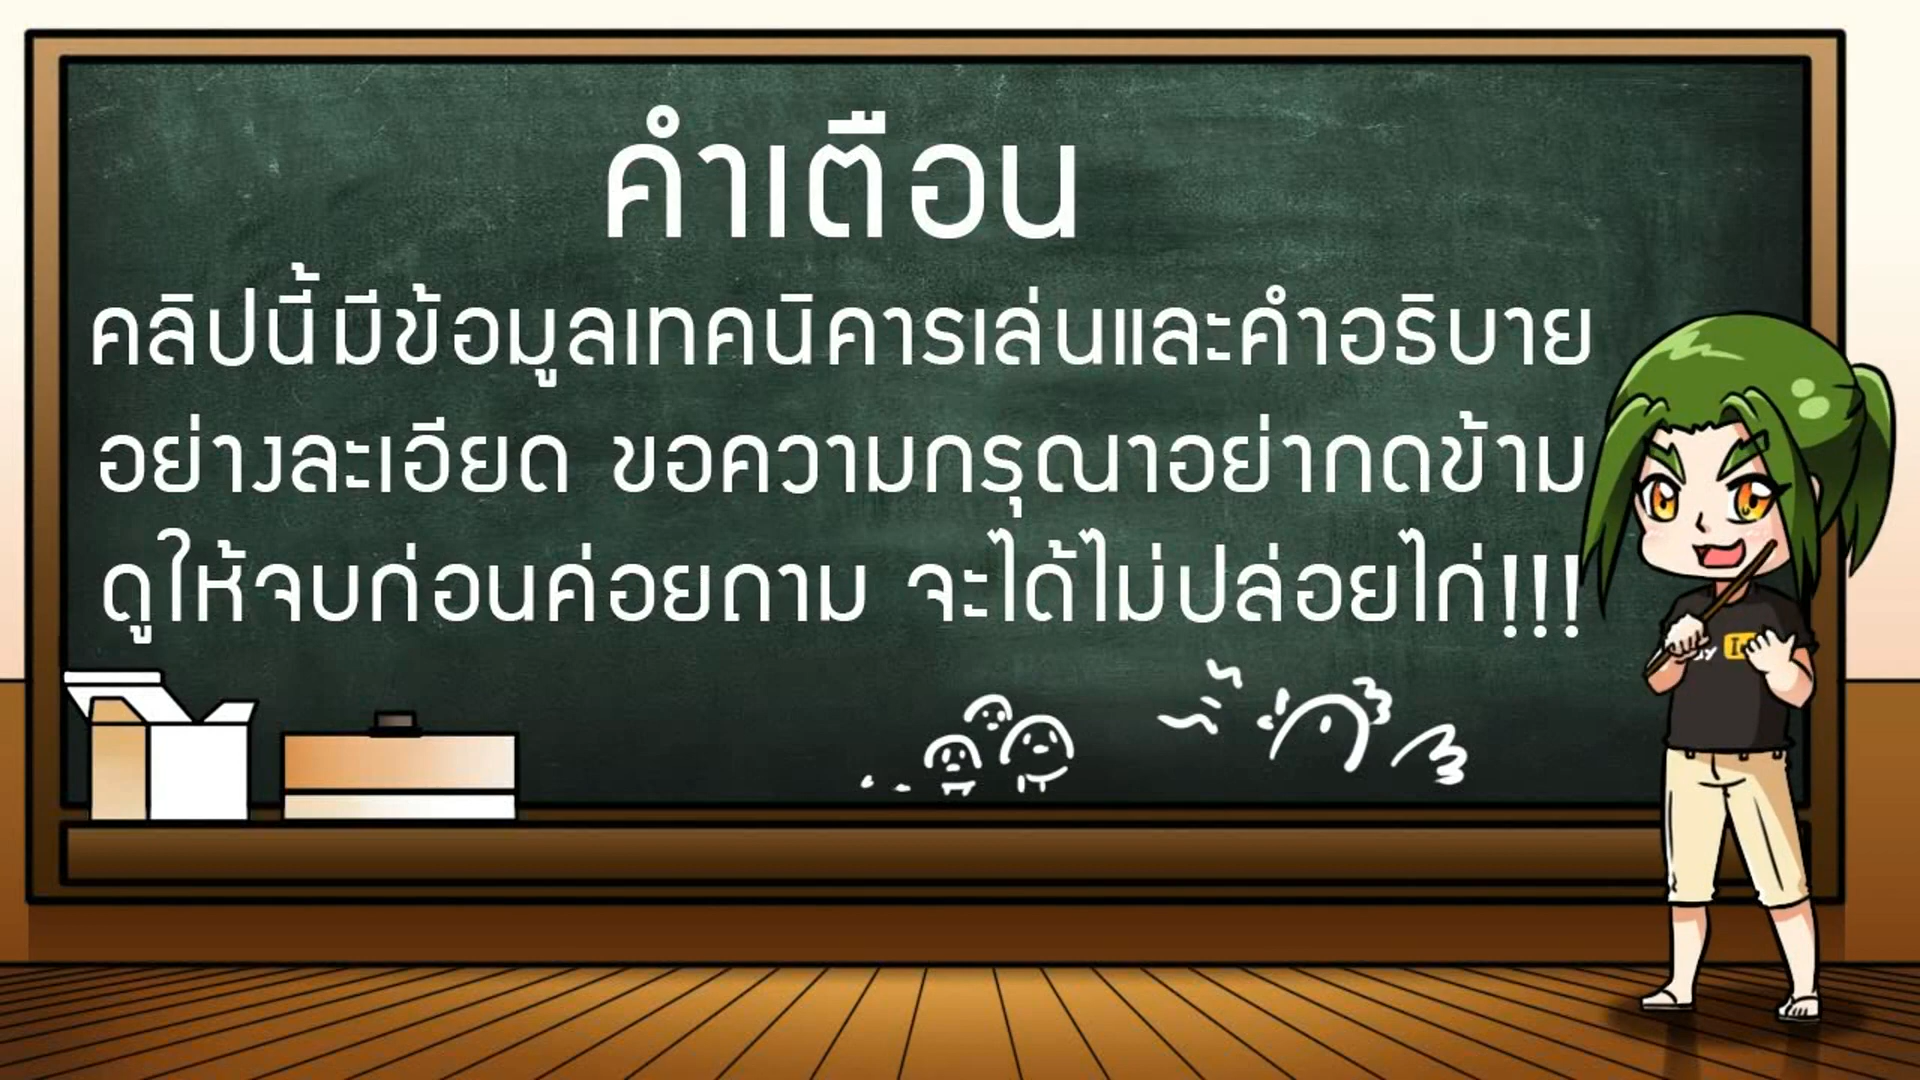 คำเตือน
คลิปนี้มีข้อมูลเทคนิคารเล่นและคำอริบาย
อย่างละเอียด ขอความกรุณาอย่ากดข้าม
ดูให้จบก่อนค่อยถาม จะได้ไม่ปล่อยไก่!!!